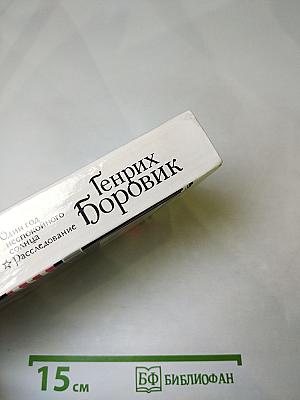 Генрих
Боровик
Один год
неспокойного
солнца
☆ Расследование
15 см
БФ БИБЛИОФАН